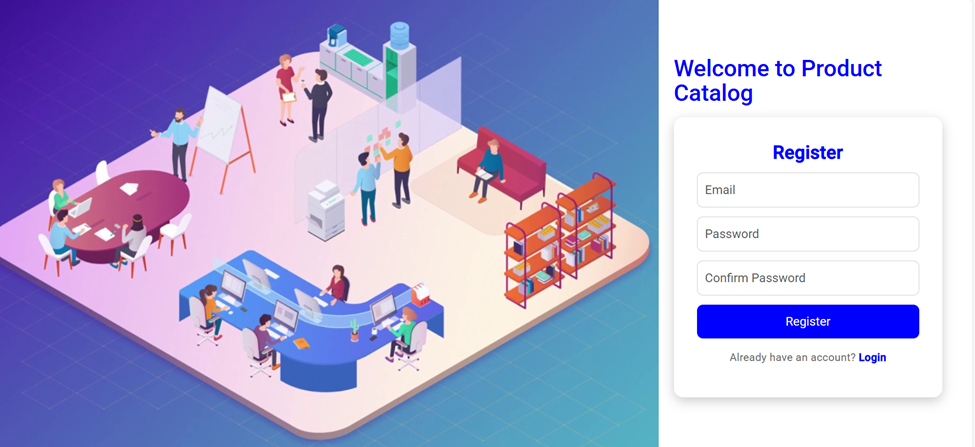 Welcome to Product
Catalog
Register
Email
Password
Confirm Password
Register
Already have an account? Login